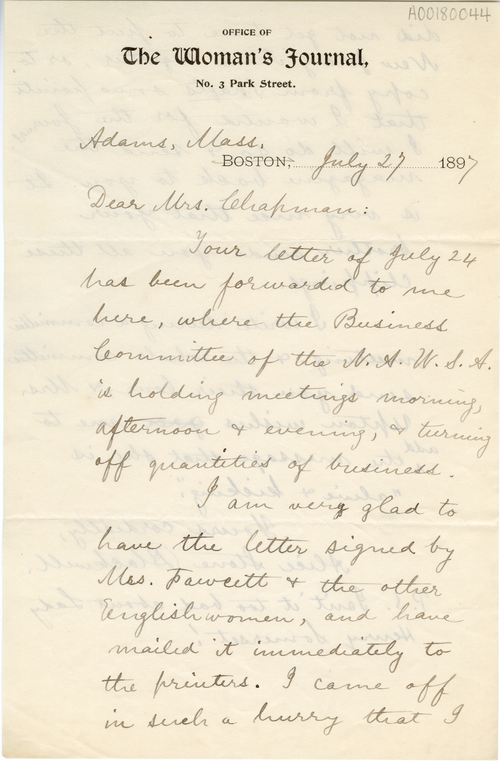 A00180044
OFFICE OF
The Woman's Journal,
No. 3 Park Street.
Adams, Mass.
BOSTON, July 27 1897
Dear Mrs. Chapman:
Your letter of July 24
has been forwarded to me
here, where the Business
Committee of the N. A. W. S. A.
is holding meetings morning,
afternoon & evening, & turning
off quantities of business.
I am very glad to
have the letter signed by
Mrs. Fawcett & the other
Englishwomen, and have
mailed it immediately to
the printers. I came off
in such a hurry that I